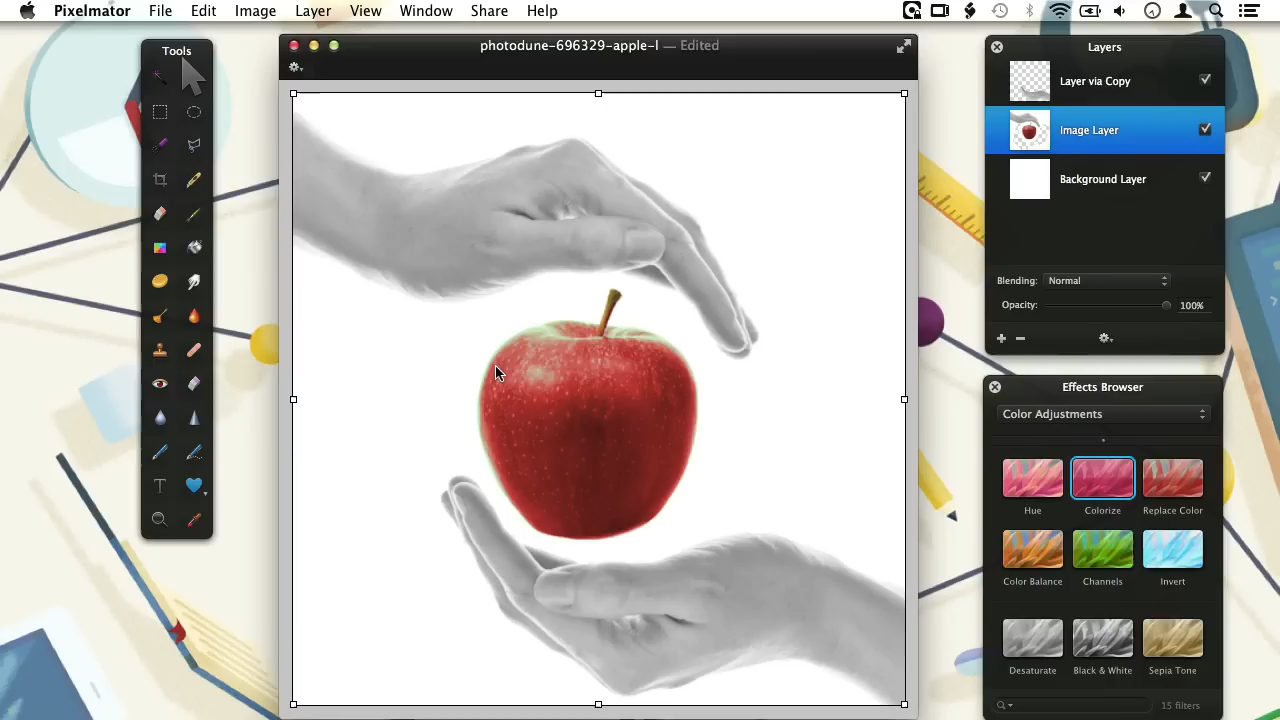 Pixelmator File Edit Image Layer View Window Share Help
Tools
photodune-696329-apple-l — Edited
Layers
Layer via Copy
Image Layer
Background Layer
Blending: Normal
Opacity: 100%
Effects Browser
Color Adjustments
Hue Colorize Replace Color
Color Balance Channels Invert
Desaturate Black & White Sepia Tone
15 filters